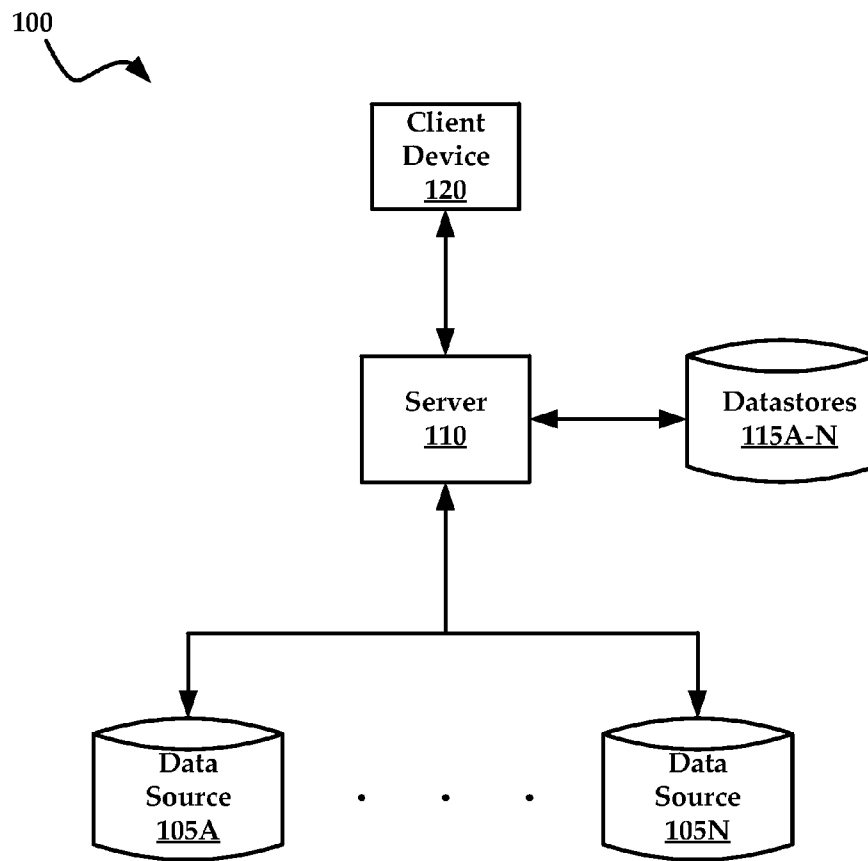 100
Client
Device
120
Server
110
Datastores
115A-N
Data
Source
105A
. . .
Data
Source
105N